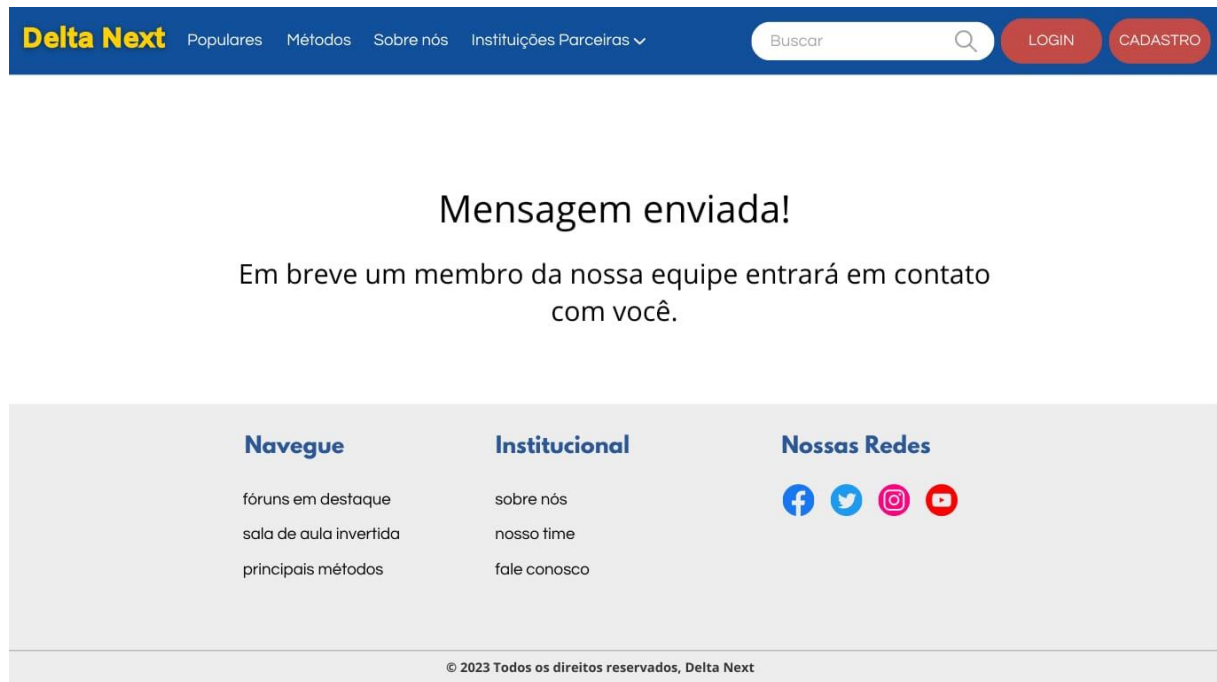 Delta Next Populares Métodos Sobre nós Instituições Parceiras Buscar LOGIN CADASTRO
Mensagem enviada!
Em breve um membro da nossa equipe entrará em contato
com você.
Navegue Institucional Nossas Redes
fóruns em destaque sobre nós
sala de aula invertida nosso time
principais métodos fale conosco
© 2023 Todos os direitos reservados, Delta Next